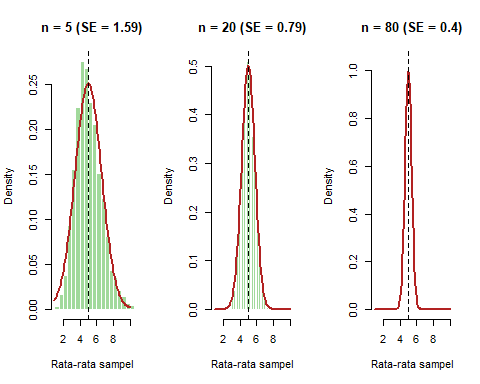 n = 5 (SE = 1.59)
Density
0.00
0.05
0.10
0.15
0.20
0.25
2 4 6 8
Rata-rata sampel
n = 20 (SE = 0.79)
Density
0.0
0.1
0.2
0.3
0.4
0.5
2 4 6 8
Rata-rata sampel
n = 80 (SE = 0.4)
Density
0.0
0.2
0.4
0.6
0.8
1.0
2 4 6 8
Rata-rata sampel